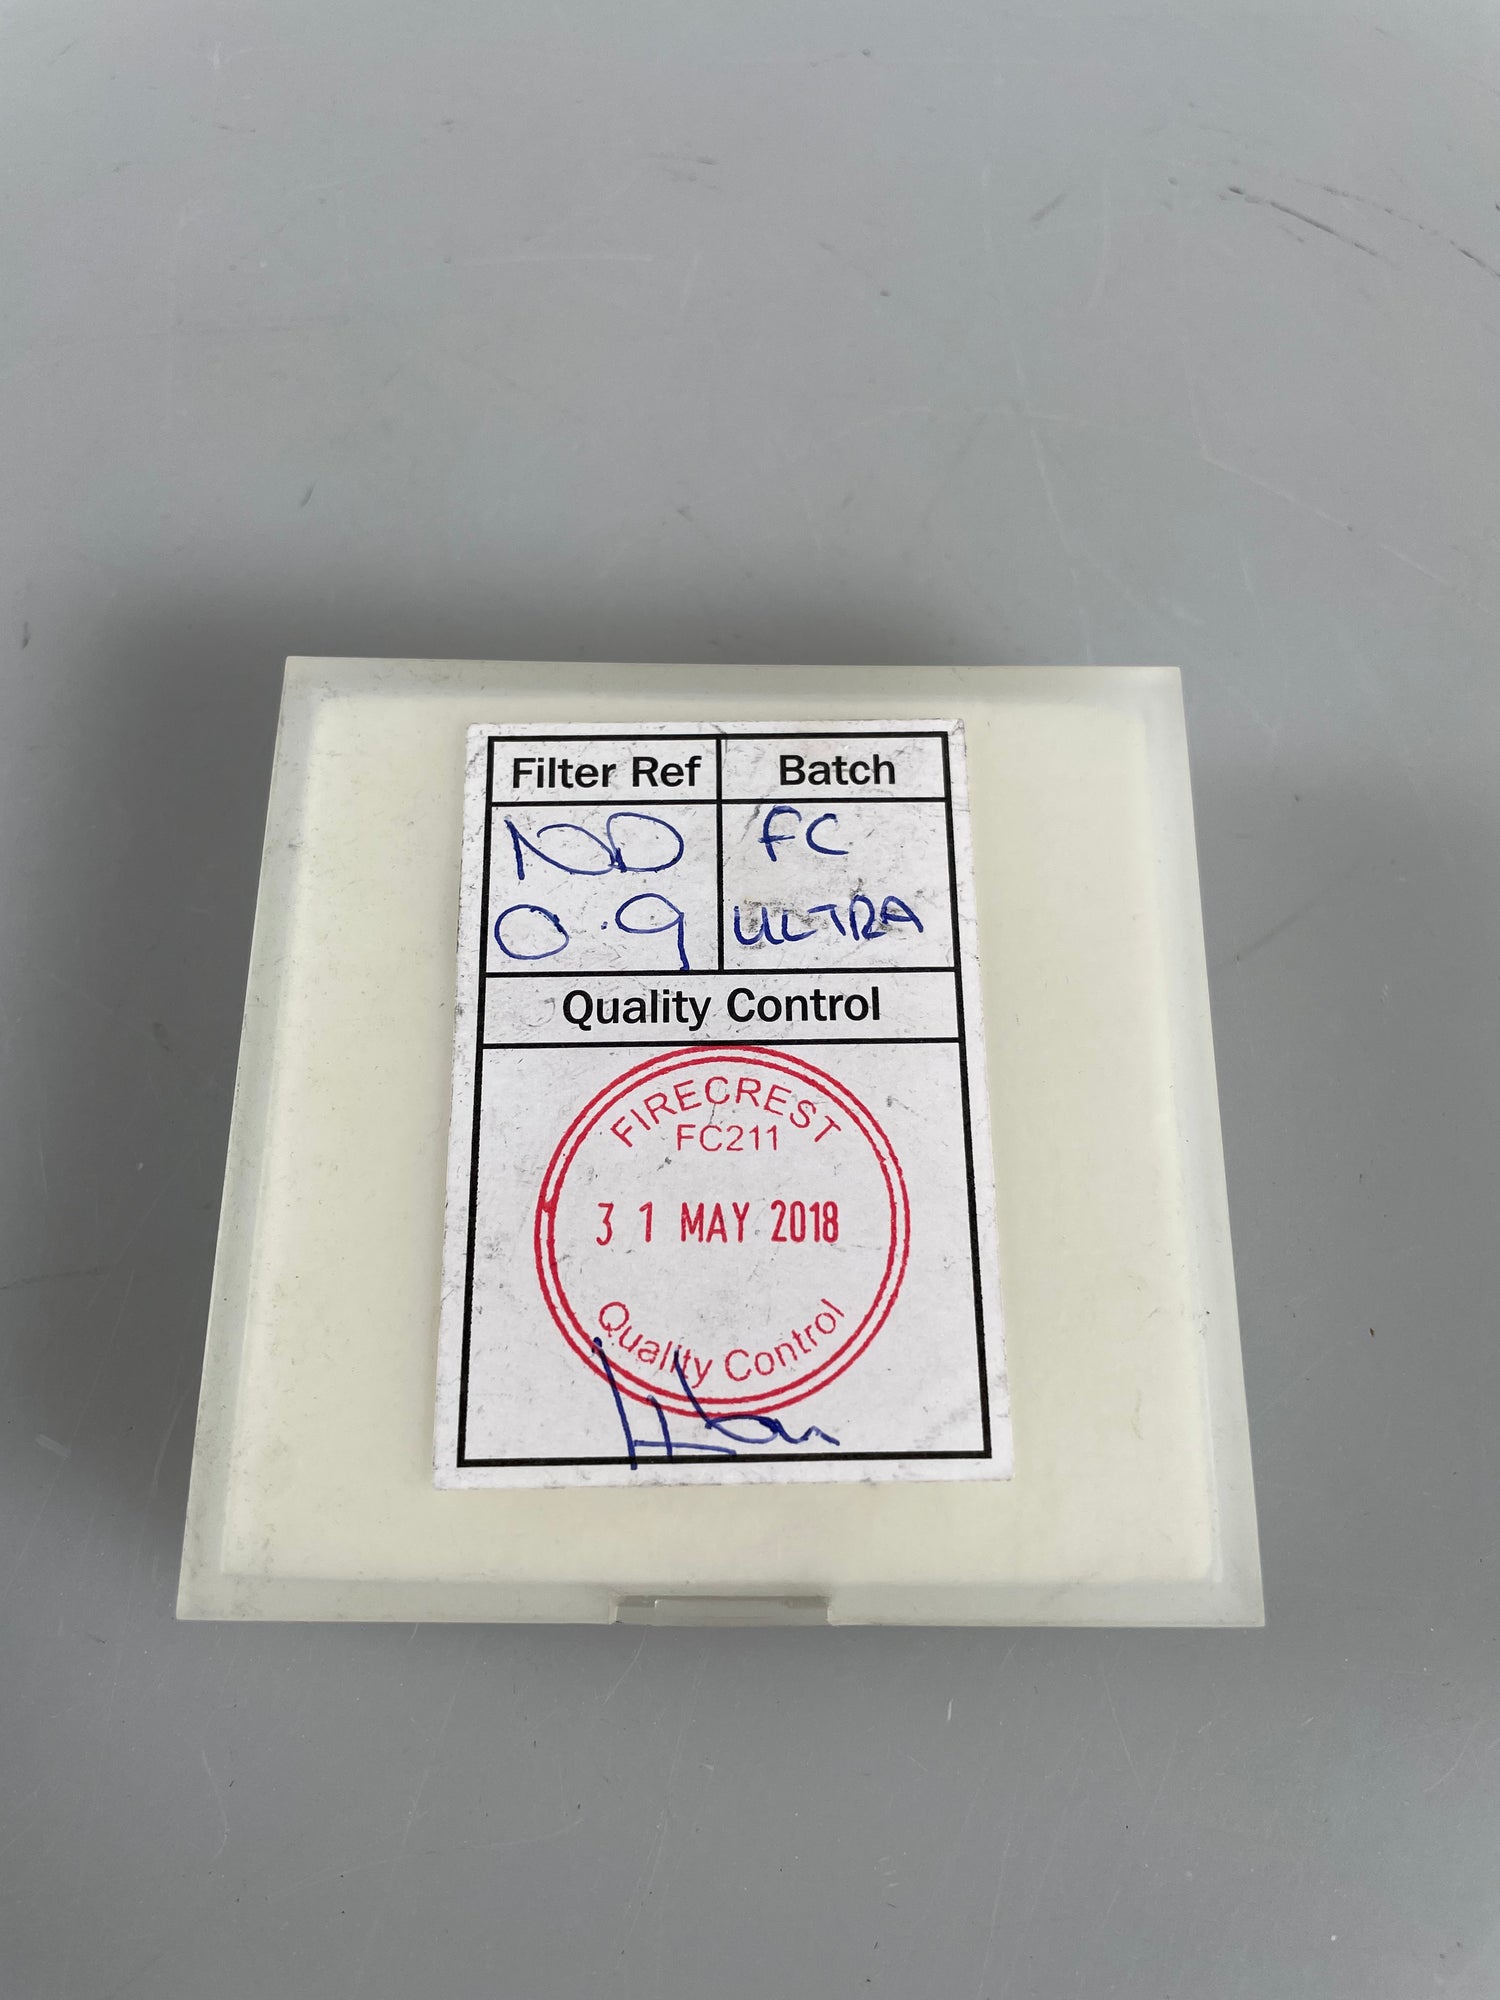 Filter Ref Batch
ND FC
0.9 ULTRA
Quality Control
FIRECREST
FC211
31 MAY 2018
Quality Control